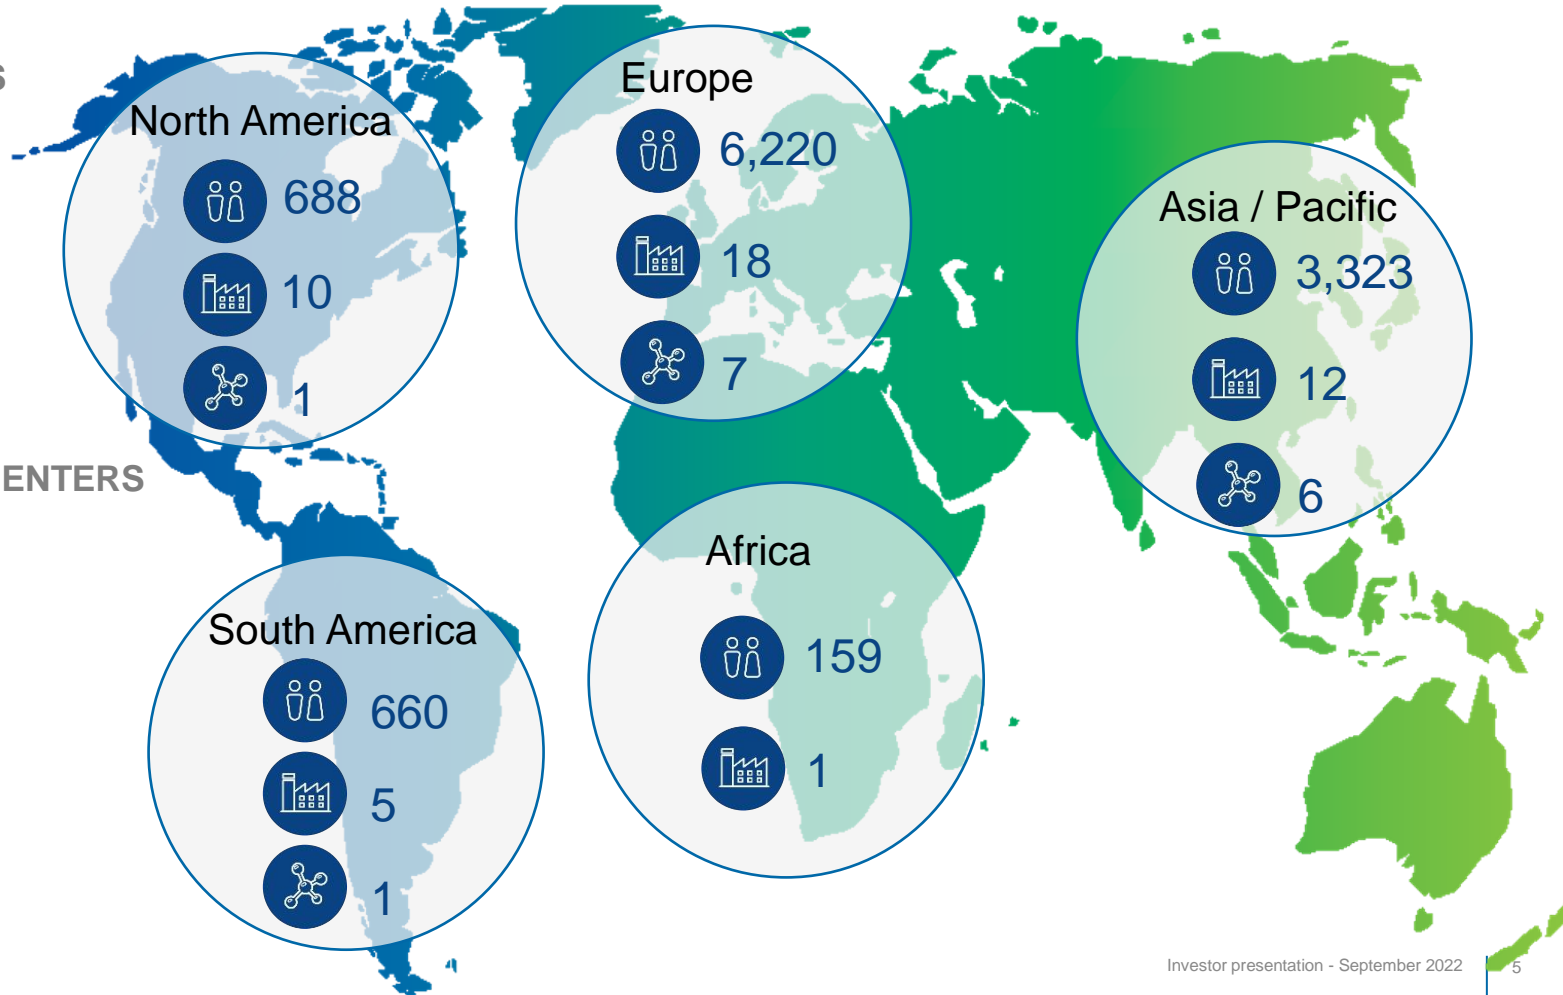 S
ENTERS
North America
688
10
1
Europe
6,220
18
7
Asia / Pacific
3,323
12
6
South America
660
5
1
Africa
159
1
Investor presentation - September 2022
5